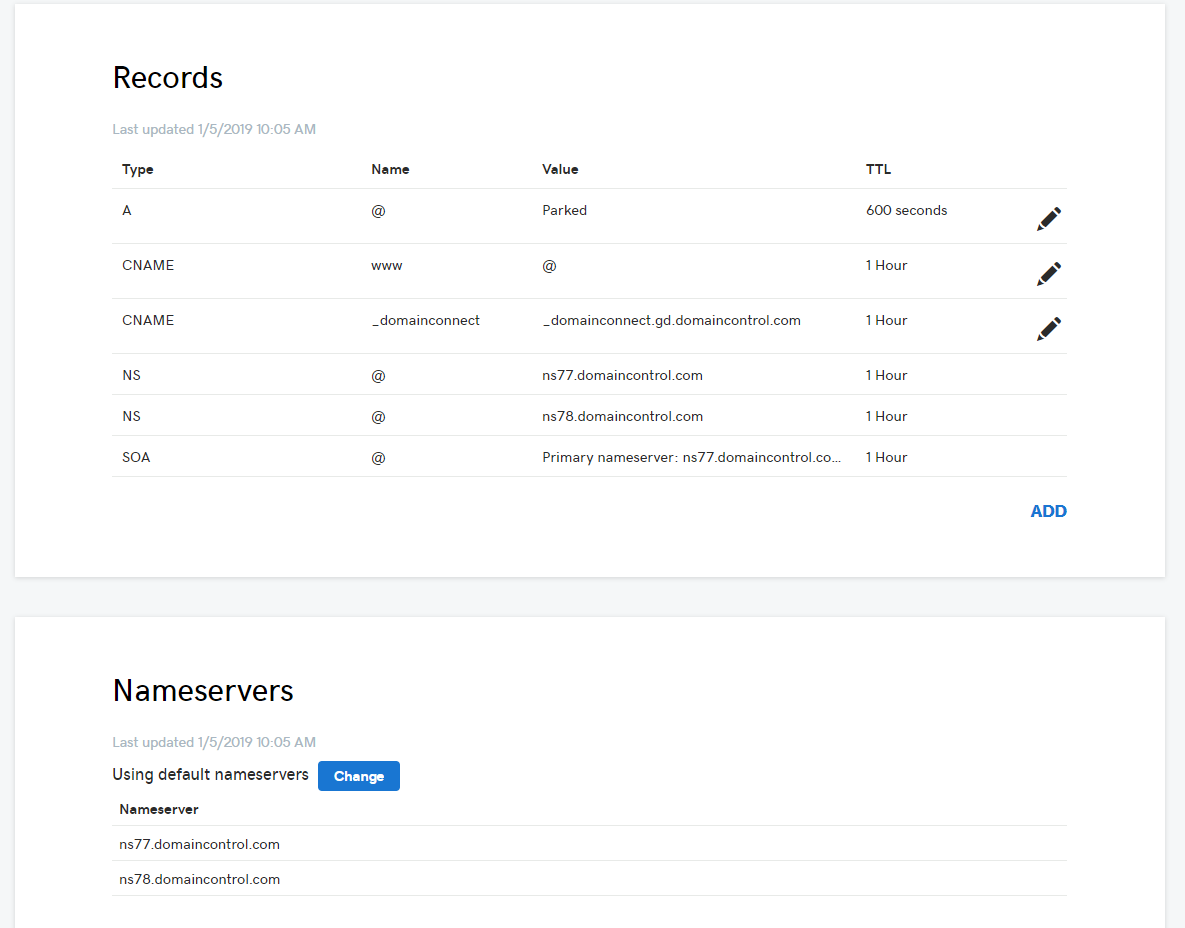 Records
Last updated 1/5/2019 10:05 AM
Type Name Value TTL
A @ Parked 600 seconds
CNAME www @ 1 Hour
CNAME _domainconnect _domainconnect.gd.domaincontrol.com 1 Hour
NS @ ns77.domaincontrol.com 1 Hour
NS @ ns78.domaincontrol.com 1 Hour
SOA @ Primary nameserver: ns77.domaincontrol.co... 1 Hour
ADD
Nameservers
Last updated 1/5/2019 10:05 AM
Using default nameservers Change
Nameserver
ns77.domaincontrol.com
ns78.domaincontrol.com